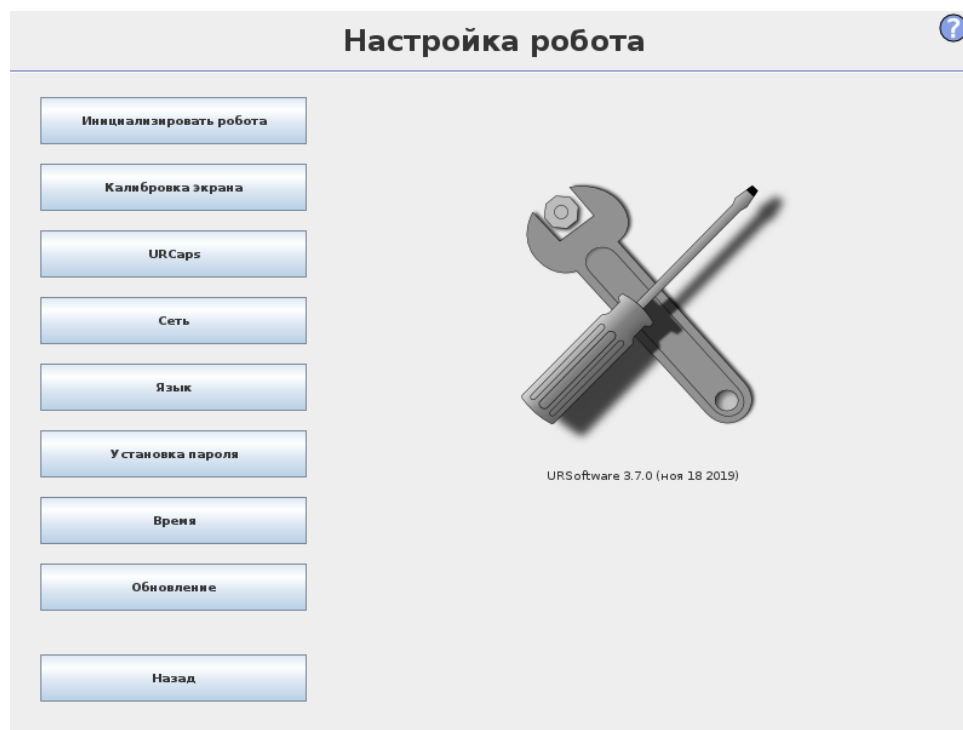 Настройка робота
?
Инициализировать робота
Калибровка экрана
URCaps
Сеть
Язык
Установка пароля
Время
Обновление
Назад
URSoftware 3.7.0 (ноя 18 2019)